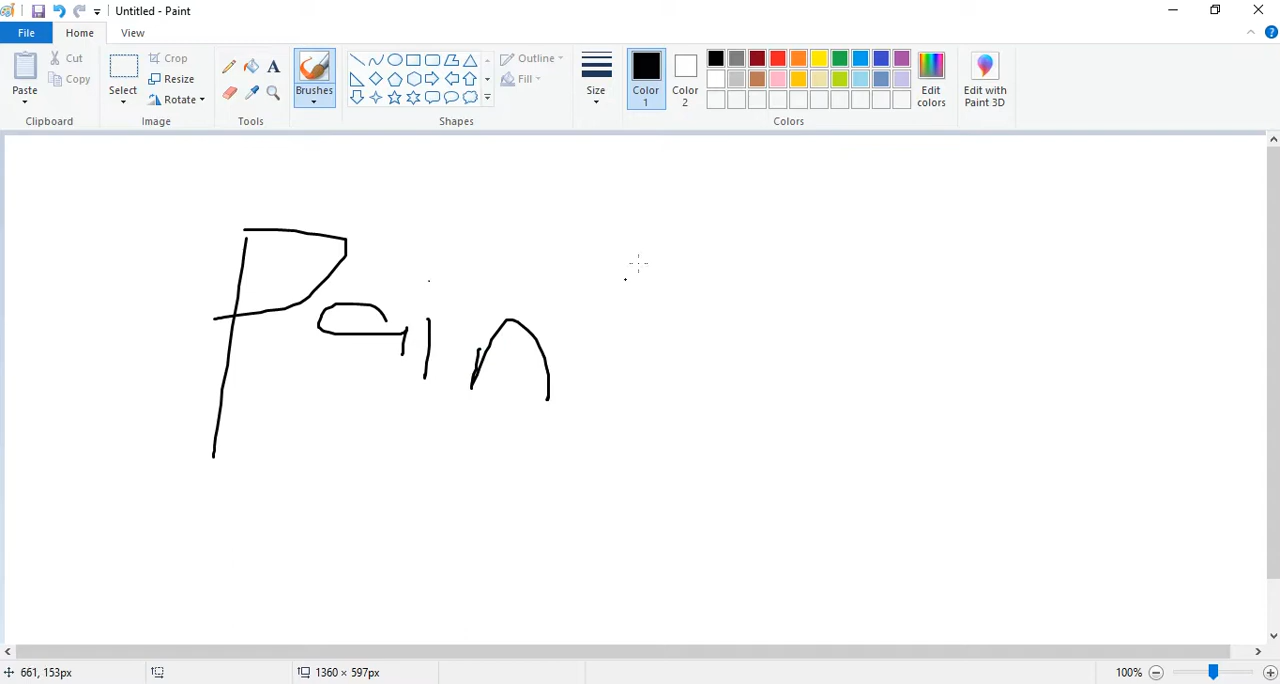 Untitled - Paint
File Home View
Paste Cut Copy Clipboard
Select Crop Resize Rotate Image
A Tools
Brushes
Outline Fill Shapes
Size
Color 1 Color 2 Edit colors Colors
Edit with Paint 3D
Pain
661, 153px 1360 × 597px 100%